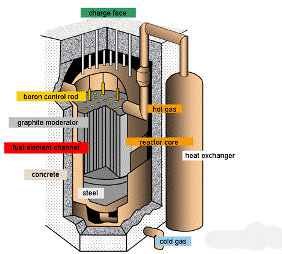 charge face
boron control rod
hot gas
graphite moderator
reactor core
fuel element channel
heat exchanger
concrete
steel
cold gas